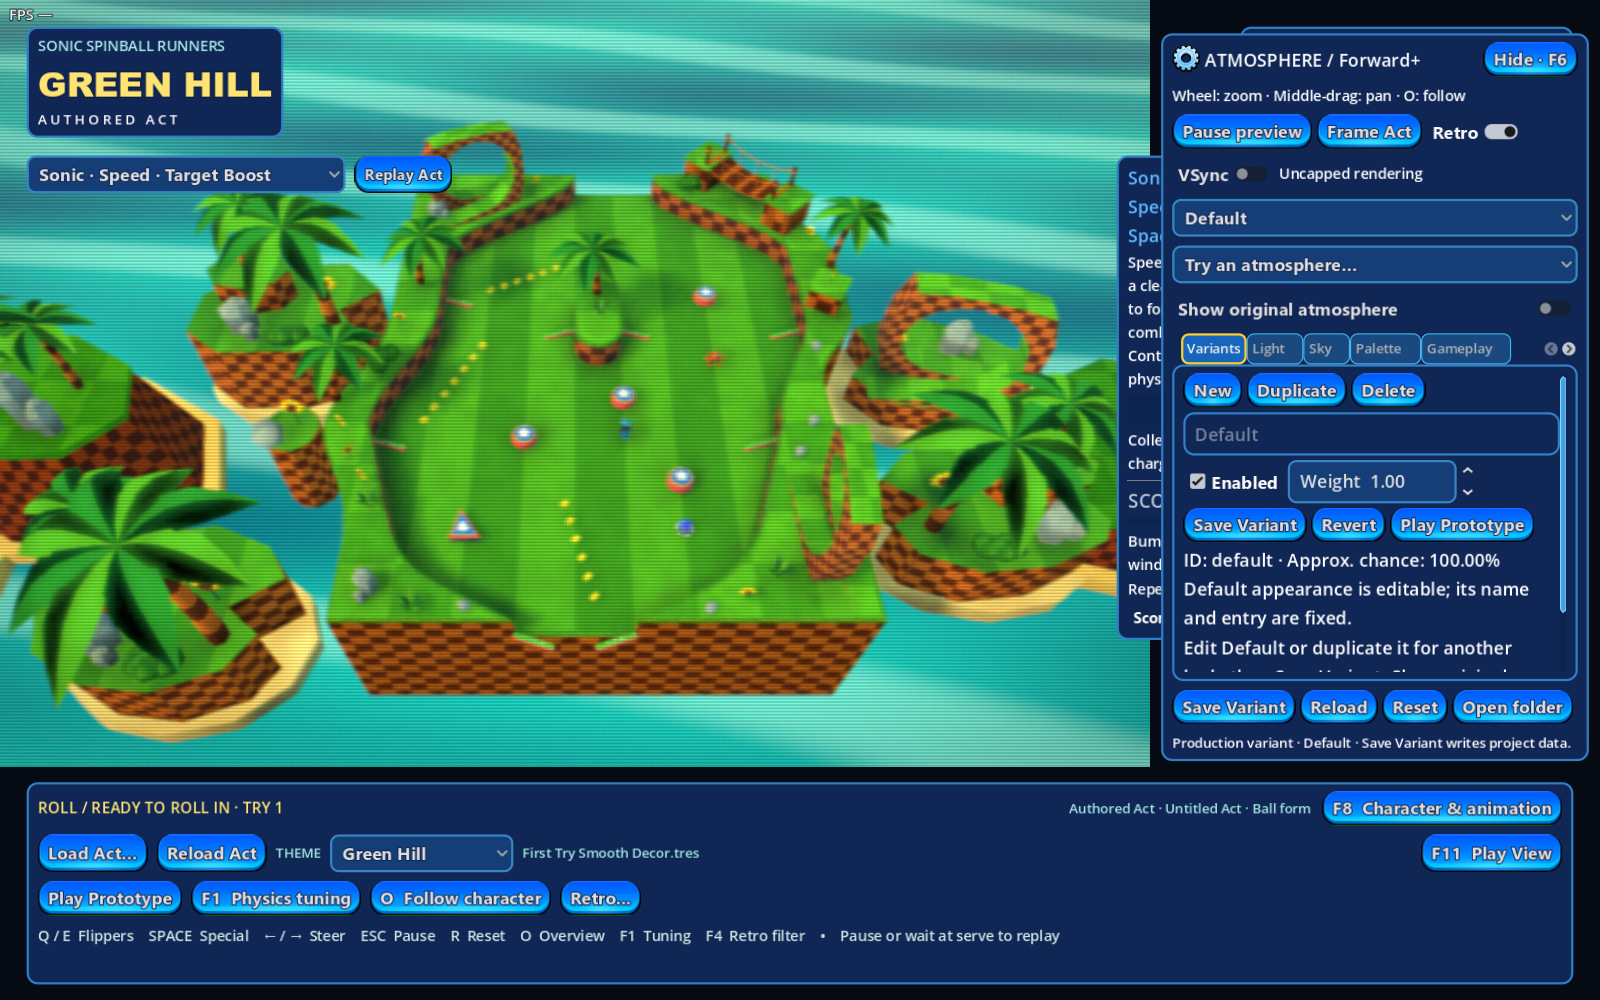 FPS —
SONIC SPINBALL RUNNERS
GREEN HILL
AUTHORED ACT
Sonic · Speed · Target Boost
Replay Act
Son
Spee
Spa
Spee
a cle
to fo
coml
Cont
phys
Colle
charg
SCO
Bum
wind
Repe
Scor
ATMOSPHERE / Forward+
Hide · F6
Wheel: zoom · Middle-drag: pan · O: follow
Pause preview
Frame Act
Retro
VSync
Uncapped rendering
Default
Try an atmosphere...
Show original atmosphere
Variants
Light
Sky
Palette
Gameplay
New
Duplicate
Delete
Default
Enabled
Weight 1.00
Save Variant
Revert
Play Prototype
ID: default · Approx. chance: 100.00%
Default appearance is editable; its name
and entry are fixed.
Edit Default or duplicate it for another
Save Variant
Reload
Reset
Open folder
Production variant · Default · Save Variant writes project data.
ROLL / READY TO ROLL IN · TRY 1
Authored Act · Untitled Act · Ball form
F8 Character & animation
Load Act...
Reload Act
THEME
Green Hill
First Try Smooth Decor.tres
F11 Play View
Play Prototype
F1 Physics tuning
O Follow character
Retro...
Q / E Flippers SPACE Special ← / → Steer ESC Pause R Reset O Overview F1 Tuning F4 Retro filter • Pause or wait at serve to replay